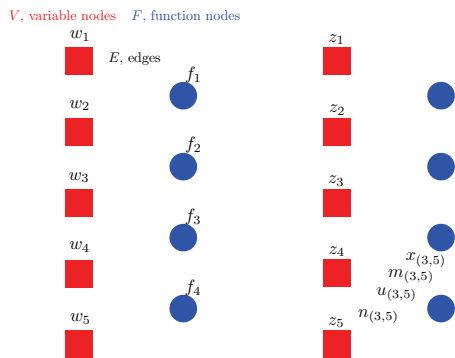 V, variable nodes F, function nodes
w₁
E, edges
f₁
w₂
f₂
w₃
f₃
w₄
f₄
w₅
z₁
z₂
z₃
z₄
x₍₃,₅₎
m₍₃,₅₎
u₍₃,₅₎
n₍₃,₅₎
z₅